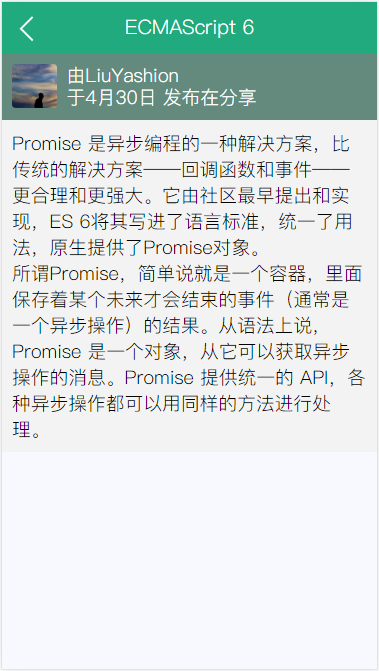 ECMAScript 6
由LiuYashion
于4月30日 发布在分享
Promise 是异步编程的一种解决方案，比
传统的解决方案——回调函数和事件——
更合理和更强大。它由社区最早提出和实
现，ES 6将其写进了语言标准，统一了用
法，原生提供了Promise对象。
所谓Promise，简单说就是一个容器，里面
保存着某个未来才会结束的事件（通常是
一个异步操作）的结果。从语法上说，
Promise 是一个对象，从它可以获取异步
操作的消息。Promise 提供统一的 API，各
种异步操作都可以用同样的方法进行处
理。